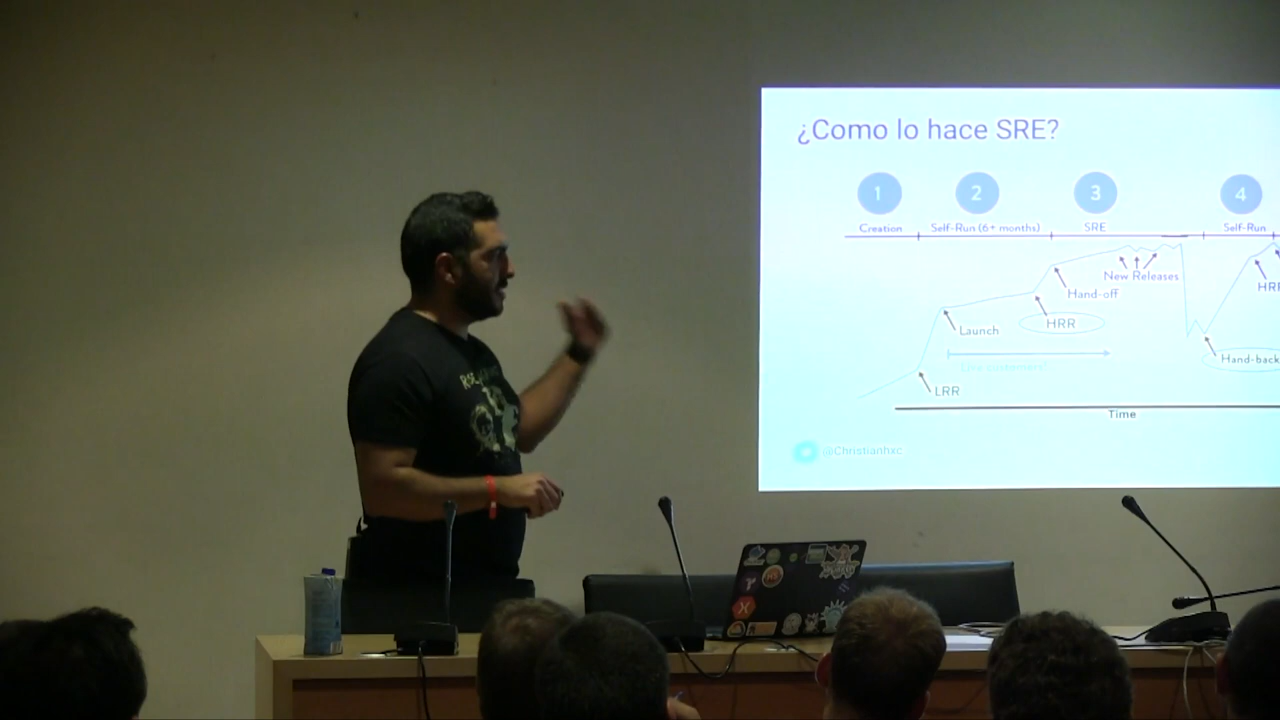 ¿Como lo hace SRE?
1
2
3
4
Creation
Self-Run (6+ months)
SRE
Self-Run
New Releases
Hand-off
HRR
Launch
HRR
Hand-back
LRR
Time
@Christianhxc